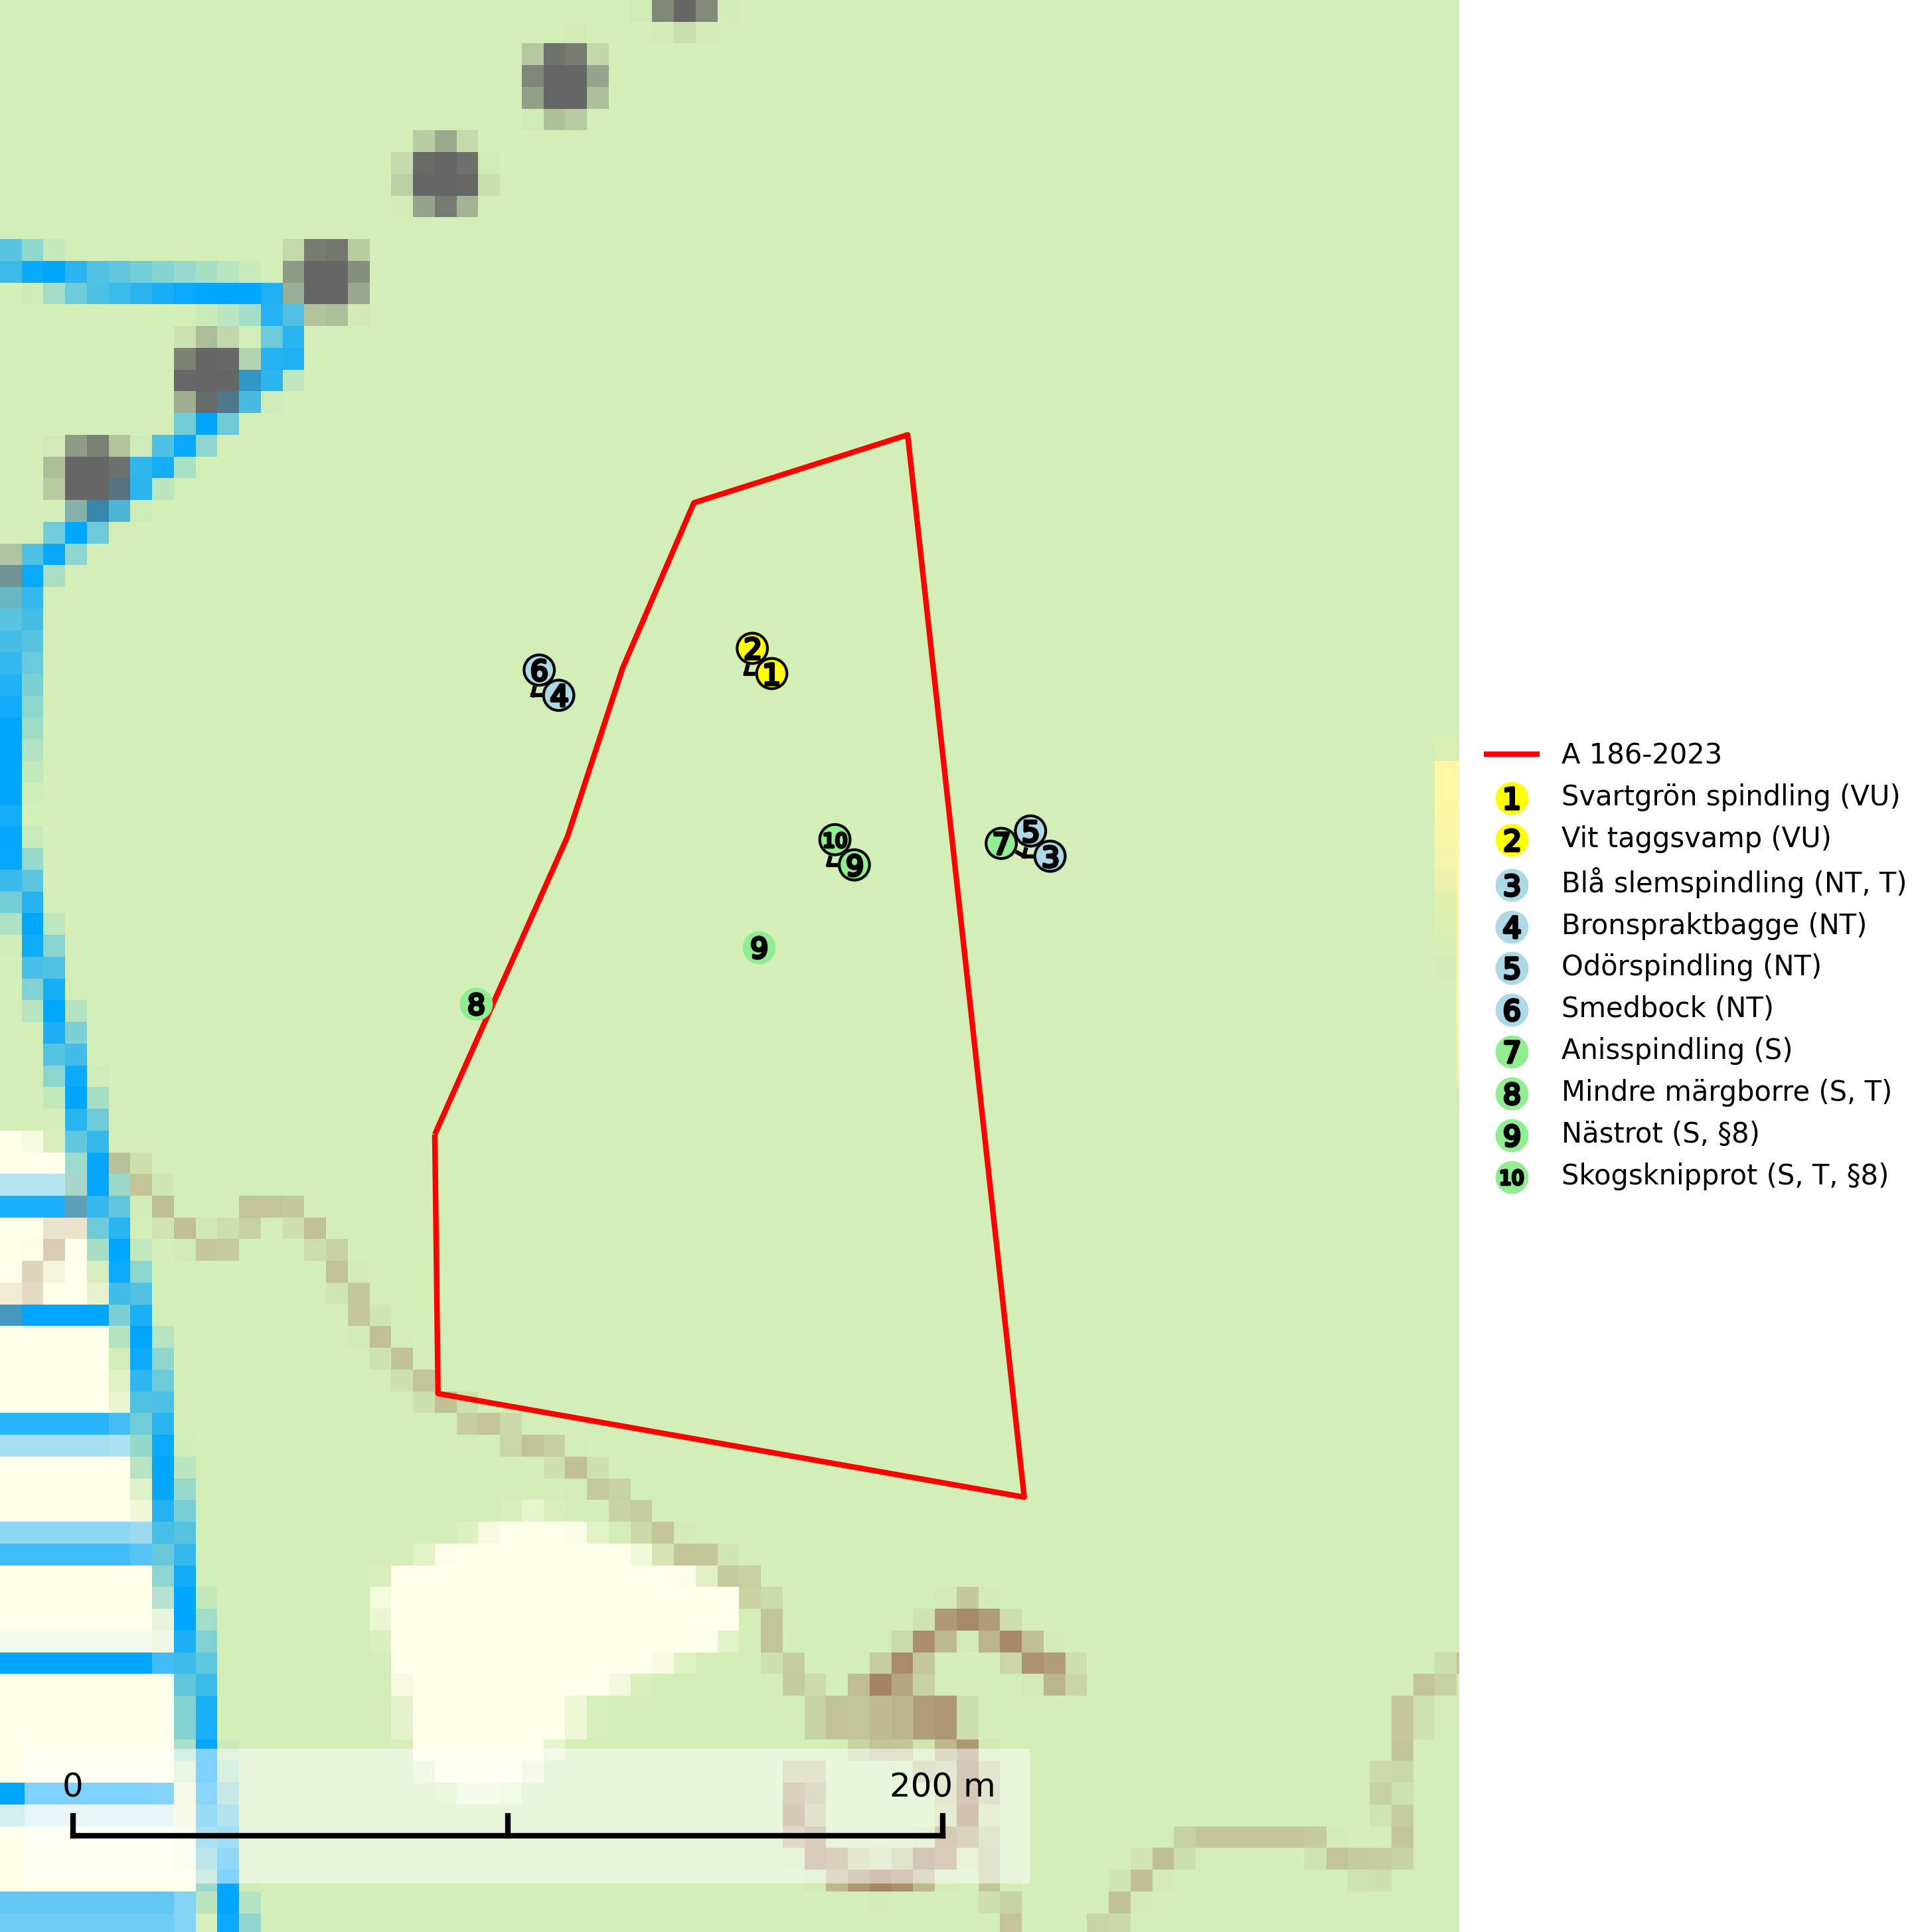 2
1
6
4
10
9
7
5
3
9
8
A 186-2023
1 Svartgrön spindling (VU)
2 Vit taggsvamp (VU)
3 Blå slemspindling (NT, T)
4 Bronspraktbagge (NT)
5 Odörspindling (NT)
6 Smedbock (NT)
7 Anisspindling (S)
8 Mindre märgborre (S, T)
9 Nästrot (S, §8)
10 Skogsknipprot (S, T, §8)
0 200 m